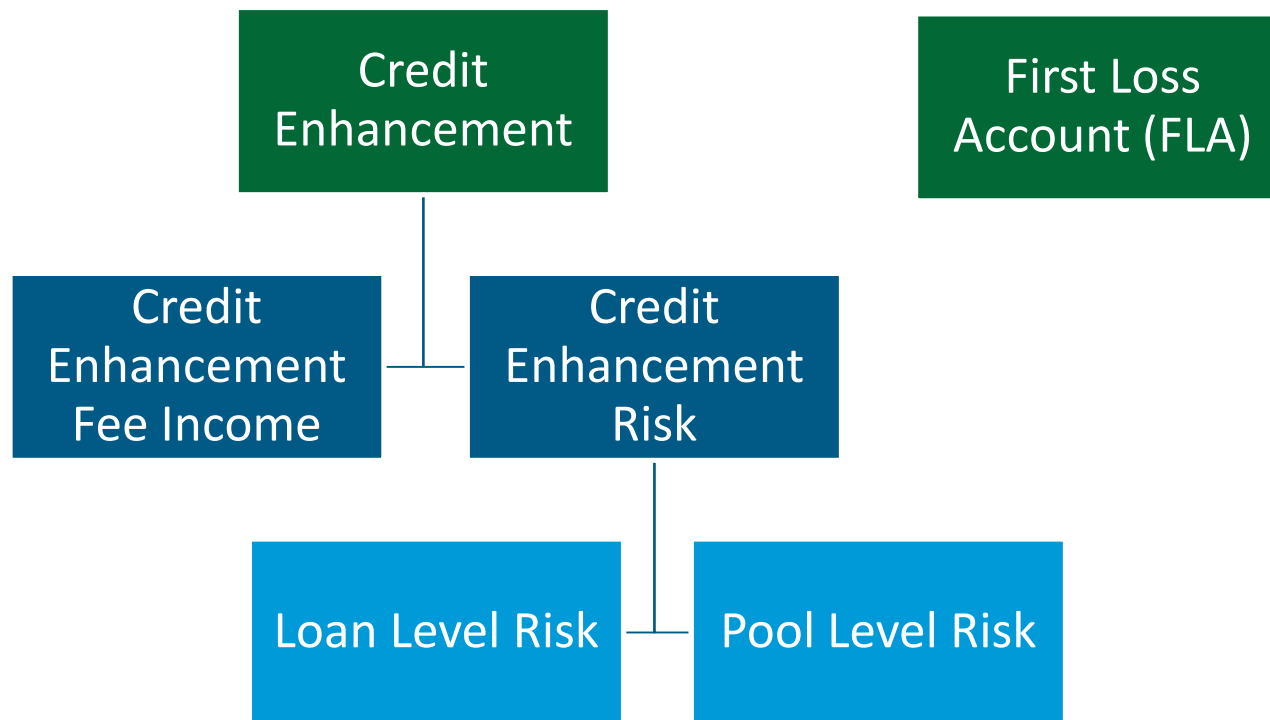 Credit
Enhancement
First Loss
Account (FLA)
Credit
Enhancement
Fee Income
Credit
Enhancement
Risk
Loan Level Risk
Pool Level Risk